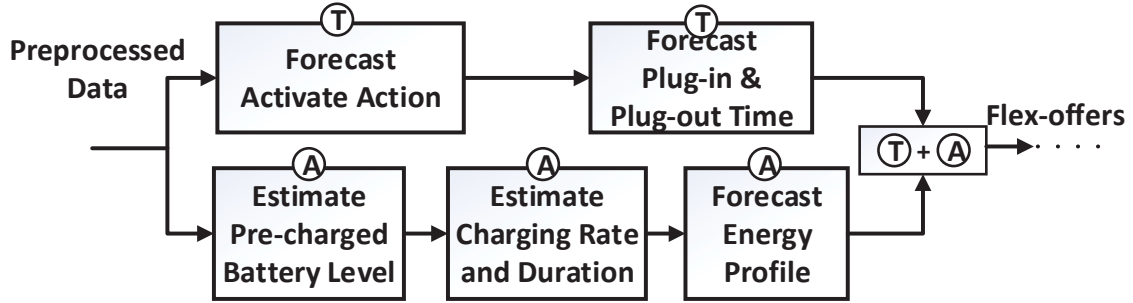 Preprocessed
Data
T
Forecast
Activate Action
T
Forecast
Plug-in &
Plug-out Time
Flex-offers
T + A
. . . .
A
Estimate
Pre-charged
Battery Level
A
Estimate
Charging Rate
and Duration
A
Forecast
Energy
Profile